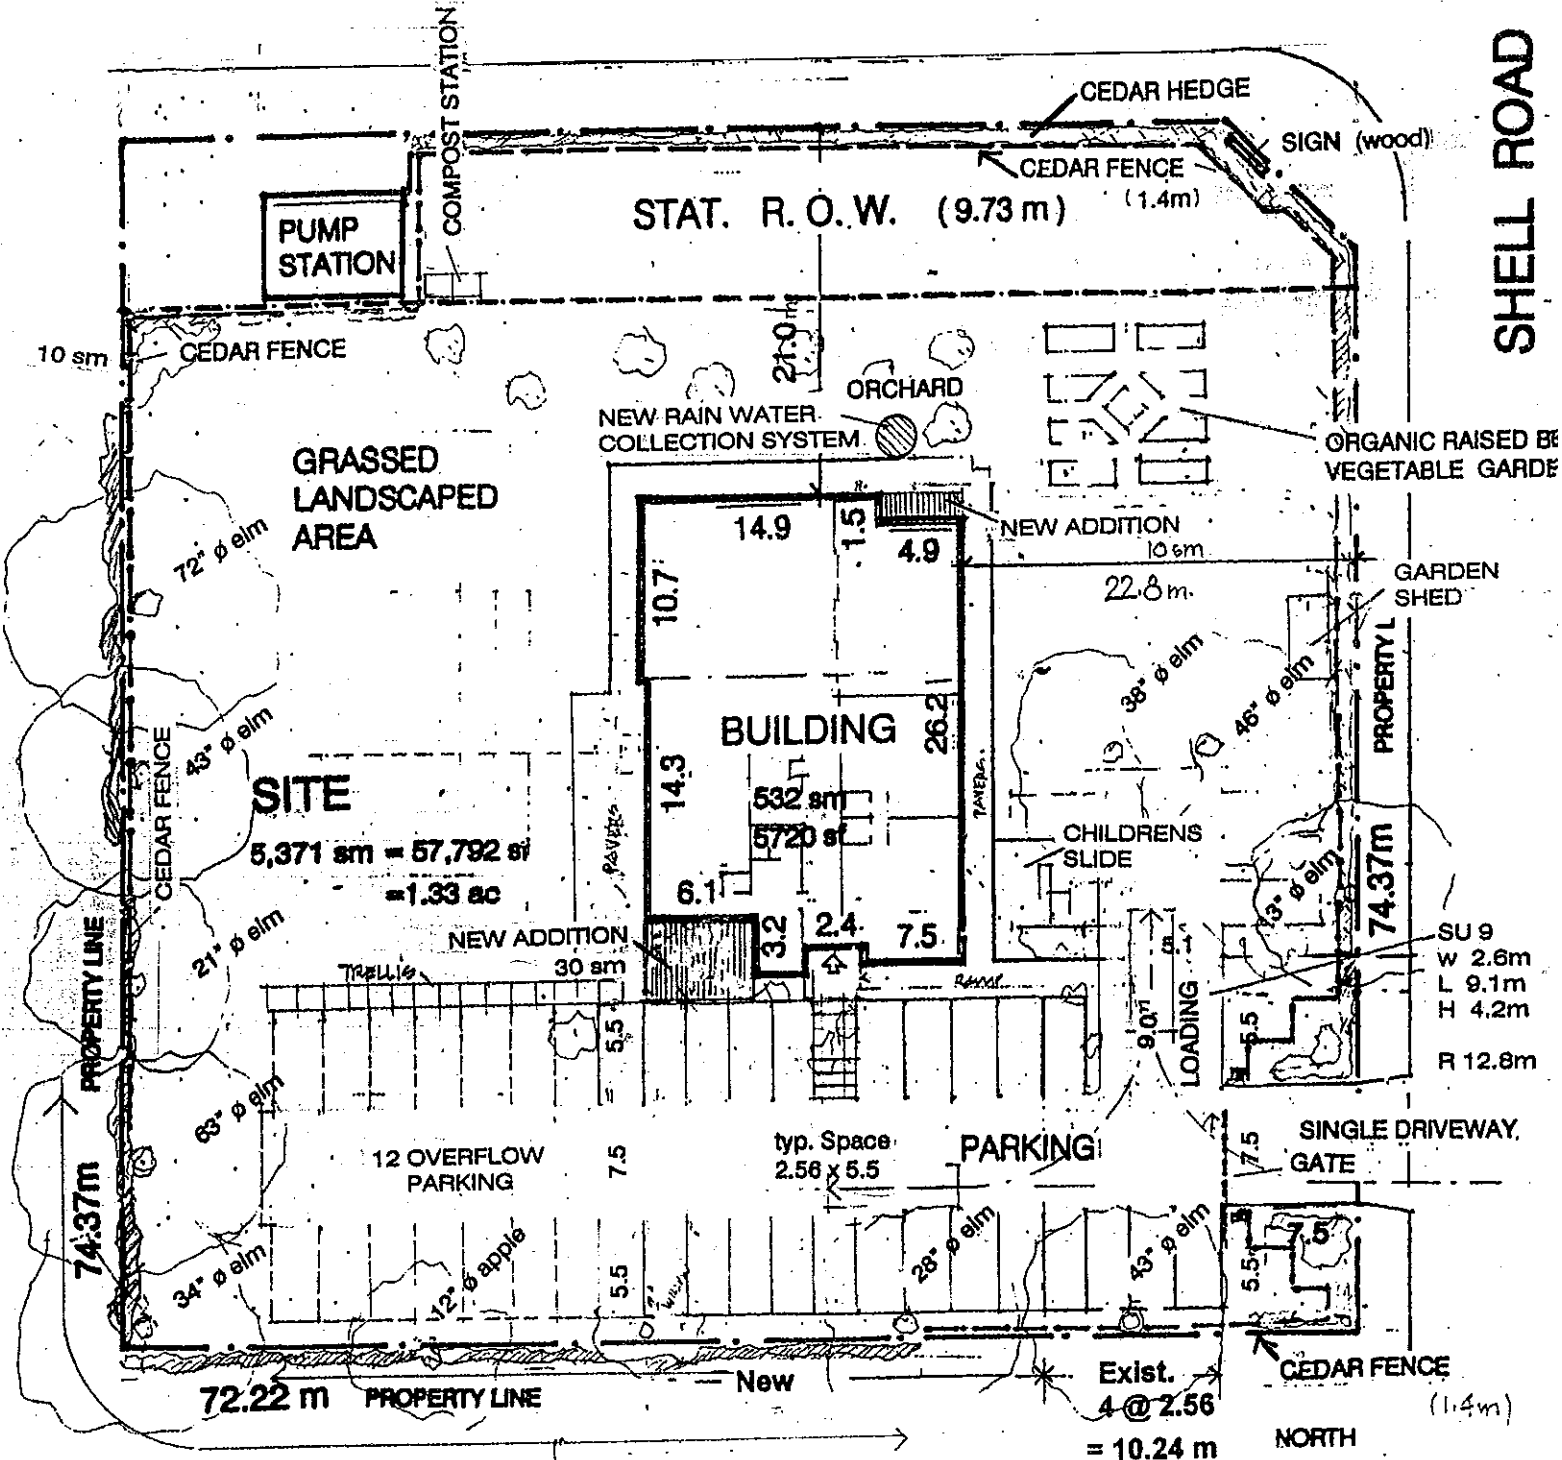 SHELL ROAD
COMPOST STATION
CEDAR HEDGE
SIGN (wood)
CEDAR FENCE
(1.4m)
STAT. R.O.W. (9.73 m)
PUMP
STATION
10 sm
CEDAR FENCE
21.0 m
ORCHARD
NEW RAIN WATER
COLLECTION SYSTEM
ORGANIC RAISED BE
VEGETABLE GARDE
GRASSED
LANDSCAPED
AREA
14.9
1.5
4.9
NEW ADDITION
10 sm
22.8 m.
GARDEN
SHED
72" ø elm
10.7
38" ø elm
46" ø elm
PROPERTY L
43" ø elm
BUILDING
26.2
CEDAR FENCE
SITE
14.3
532 sm
5720 sf
PAVERS
PAVERS.
5,371 sm = 57,792 sf
=1.33 ac
CHILDRENS
SLIDE
74.37m
13" ø elm
6.1
3.2
2.4
7.5
21" ø elm
NEW ADDITION
30 sm
TRELLIS
RAMP
PROPERTY LINE
SU 9
W 2.6m
L 9.1m
H 4.2m
R 12.8m
9.0m
LOADING
5.5
5.5
63" ø elm
12 OVERFLOW
PARKING
7.5
typ. Space
2.56 x 5.5
PARKING
7.5
SINGLE DRIVEWAY,
GATE
74.37m
34" ø elm
12" ø apple
5.5
28" ø elm
43" ø elm
5.5
7.5
72.22 m PROPERTY LINE
New
Exist.
4 @ 2.56
= 10.24 m
CEDAR FENCE
(1.4m)
NORTH